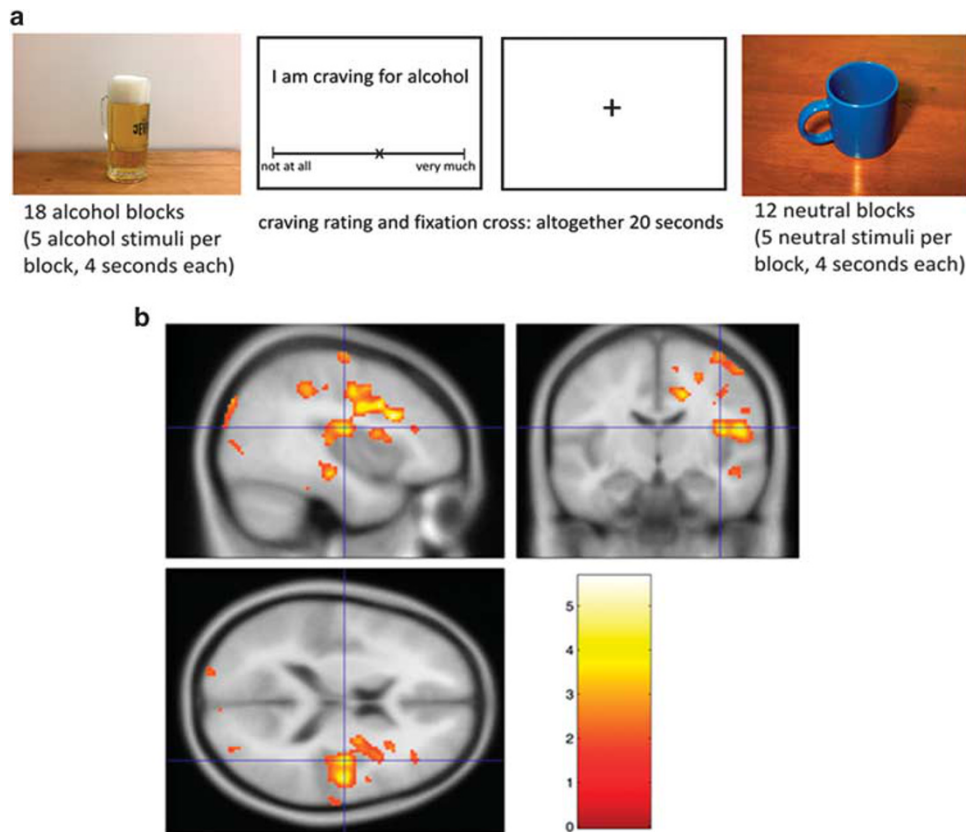 a
I am craving for alcohol
not at all
very much
18 alcohol blocks
(5 alcohol stimuli per
block, 4 seconds each)
craving rating and fixation cross: altogether 20 seconds
12 neutral blocks
(5 neutral stimuli per
block, 4 seconds each)
b
5
4
3
2
1
0